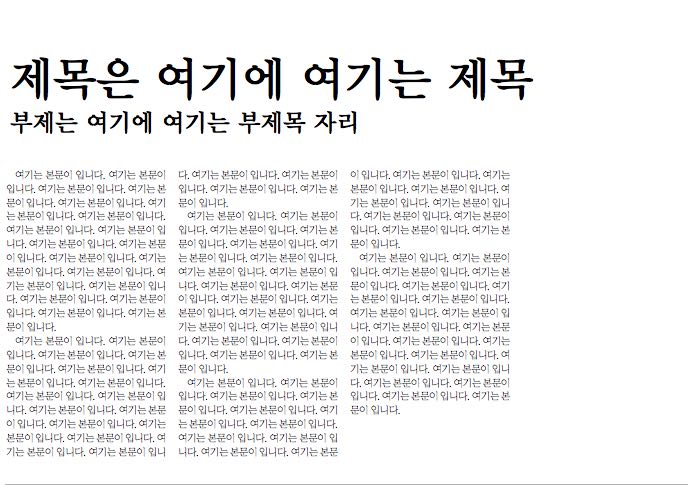 제목은 여기에 여기는 제목
부제는 여기에 여기는 부제목 자리
여기는 본문이 입니다. 여기는 본문이
입니다. 여기는 본문이 입니다. 여기는 본
문이 입니다. 여기는 본문이 입니다. 여기
는 본문이 입니다. 여기는 본문이 입니다.
여기는 본문이 입니다. 여기는 본문이 입
니다. 여기는 본문이 입니다. 여기는 본문
이 입니다. 여기는 본문이 입니다. 여기는
본문이 입니다. 여기는 본문이 입니다. 여
기는 본문이 입니다. 여기는 본문이 입니
다. 여기는 본문이 입니다. 여기는 본문이
입니다. 여기는 본문이 입니다. 여기는 본
문이 입니다.
여기는 본문이 입니다. 여기는 본문이
입니다. 여기는 본문이 입니다. 여기는 본
문이 입니다. 여기는 본문이 입니다. 여기
는 본문이 입니다. 여기는 본문이 입니다.
여기는 본문이 입니다. 여기는 본문이 입
니다. 여기는 본문이 입니다. 여기는 본문
이 입니다. 여기는 본문이 입니다. 여기는
본문이 입니다. 여기는 본문이 입니다. 여
기는 본문이 입니다. 여기는 본문이 입니
다. 여기는 본문이 입니다. 여기는 본문이
입니다. 여기는 본문이 입니다. 여기는 본
문이 입니다.
여기는 본문이 입니다. 여기는 본문이
입니다. 여기는 본문이 입니다. 여기는 본
문이 입니다. 여기는 본문이 입니다. 여기
는 본문이 입니다. 여기는 본문이 입니다.
여기는 본문이 입니다. 여기는 본문이 입
니다. 여기는 본문이 입니다. 여기는 본문
이 입니다. 여기는 본문이 입니다. 여기는
본문이 입니다. 여기는 본문이 입니다. 여
기는 본문이 입니다. 여기는 본문이 입니
다. 여기는 본문이 입니다. 여기는 본문이
입니다. 여기는 본문이 입니다. 여기는 본
문이 입니다.
여기는 본문이 입니다. 여기는 본문이
입니다. 여기는 본문이 입니다. 여기는 본
문이 입니다. 여기는 본문이 입니다. 여기
는 본문이 입니다. 여기는 본문이 입니다.
여기는 본문이 입니다. 여기는 본문이 입
니다. 여기는 본문이 입니다. 여기는 본문
이 입니다. 여기는 본문이 입니다. 여기는
본문이 입니다. 여기는 본문이 입니다. 여
기는 본문이 입니다. 여기는 본문이 입니
다. 여기는 본문이 입니다. 여기는 본문이
입니다. 여기는 본문이 입니다. 여기는 본
문이 입니다.
여기는 본문이 입니다. 여기는 본문이
입니다. 여기는 본문이 입니다. 여기는 본
문이 입니다. 여기는 본문이 입니다. 여기
는 본문이 입니다. 여기는 본문이 입니다.
여기는 본문이 입니다. 여기는 본문이 입
니다. 여기는 본문이 입니다. 여기는 본문
이 입니다. 여기는 본문이 입니다. 여기는
본문이 입니다. 여기는 본문이 입니다. 여
기는 본문이 입니다. 여기는 본문이 입니
다. 여기는 본문이 입니다. 여기는 본문이
입니다. 여기는 본문이 입니다. 여기는 본
문이 입니다.